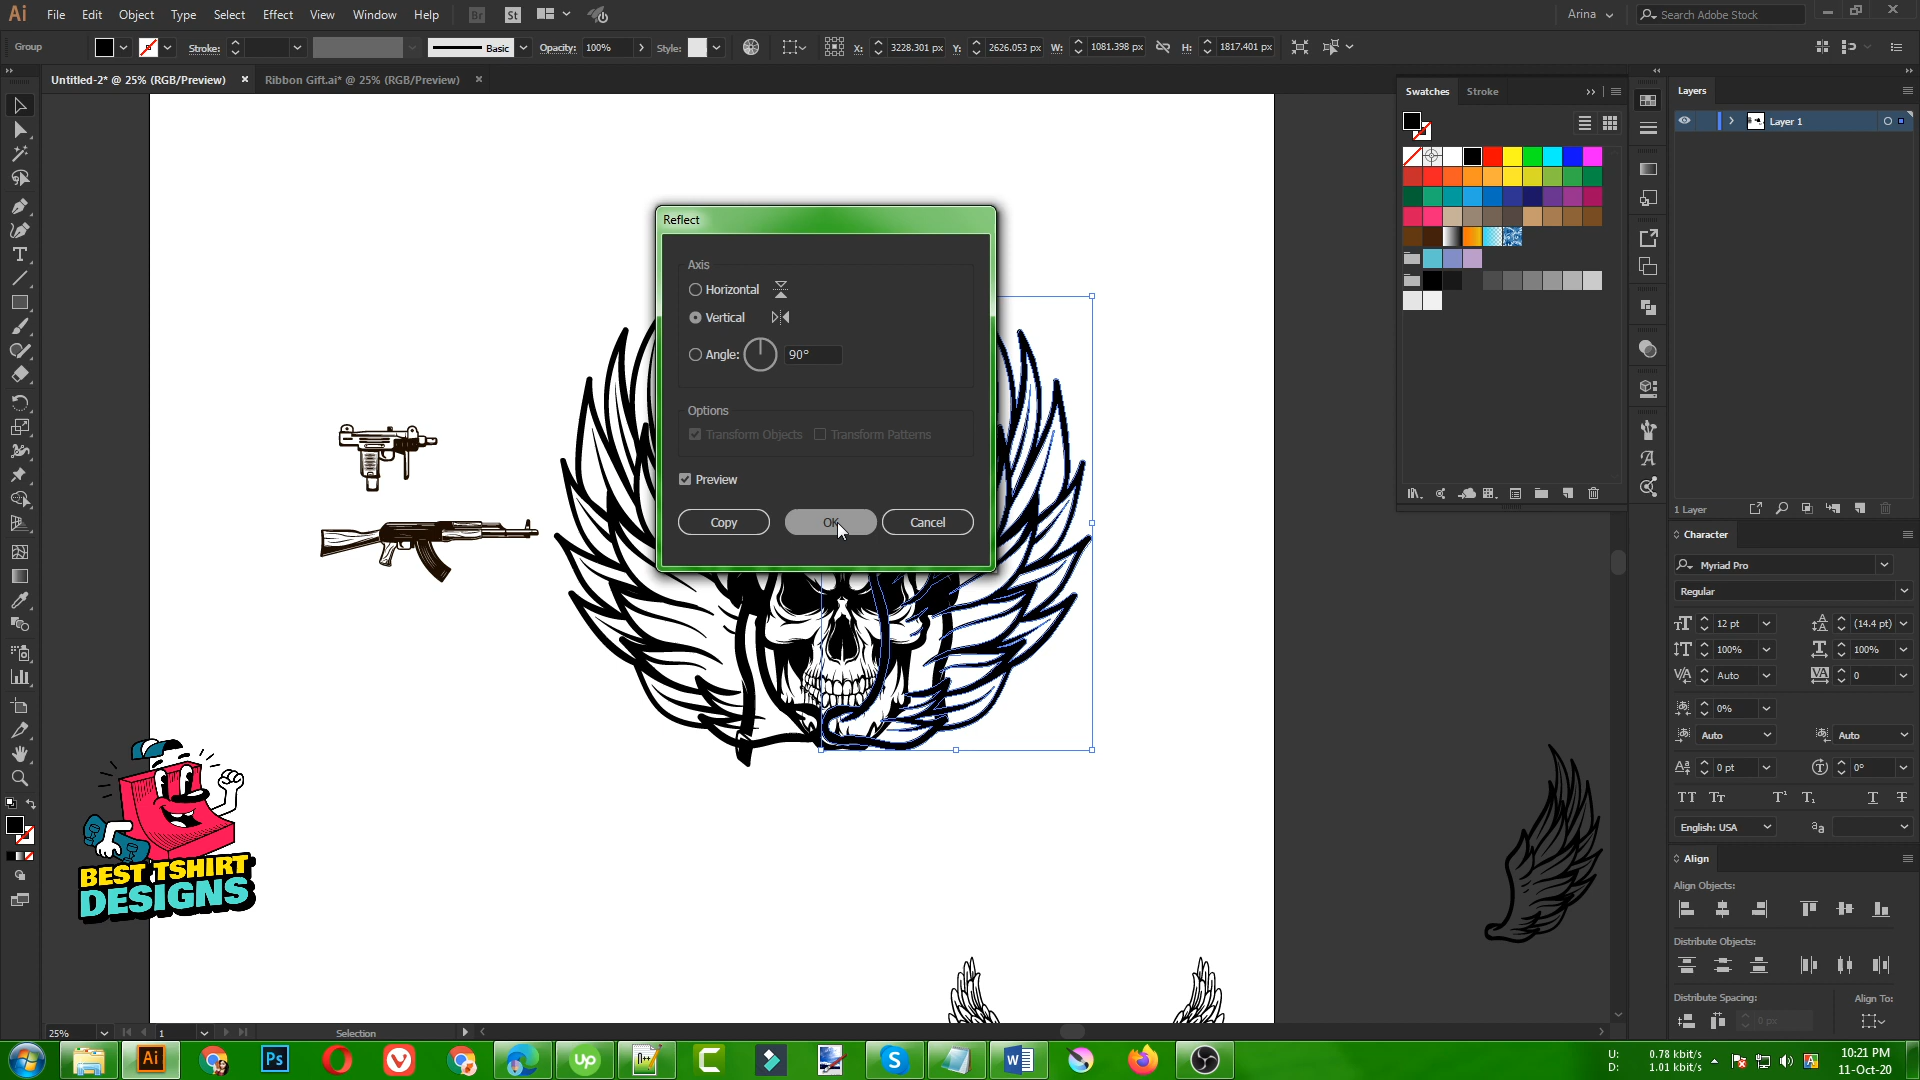 Ai File Edit Object Type Select Effect View Window Help Br St
Arina
Search Adobe Stock
Group Stroke: Basic Opacity: 100% Style: X: 3228.301 px Y: 2626.053 px W: 1081.398 px H: 1817.401 px
Untitled-2* @ 25% (RGB/Preview) × Ribbon Gift.ai* @ 25% (RGB/Preview) ×
Swatches Stroke
Layers
Layer 1
1 Layer
Reflect
Axis
Horizontal
Vertical
Angle: 90°
Options
Transform Objects Transform Patterns
Preview
Copy OK Cancel
Character
Myriad Pro
Regular
12 pt (14.4 pt)
100% 100%
Auto 0
0%
Auto Auto
0 pt 0°
English: USA
Align
Align Objects:
Distribute Objects:
Distribute Spacing: Align To:
0 px
BEST TSHIRT
DESIGNS
25% 1 Selection
Ai Ps Up W S
U: 0.78 kbit/s
D: 1.01 kbit/s
10:21 PM
11-Oct-20